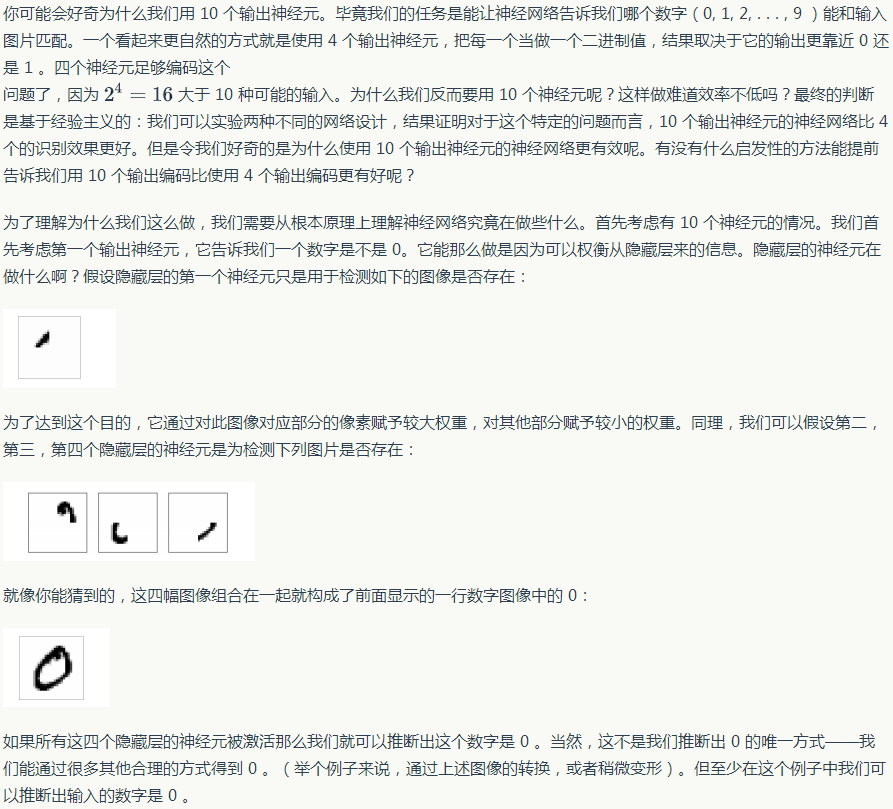 你可能会好奇为什么我们用 10 个输出神经元。毕竟我们的任务是能让神经网络告诉我们哪个数字（0, 1, 2, . . . , 9 ）能和输入
图片匹配。一个看起来更自然的方式就是使用 4 个输出神经元，把每一个当做一个二进制值，结果取决于它的输出更靠近 0 还
是 1 。四个神经元足够编码这个
问题了，因为 2⁴ = 16 大于 10 种可能的输入。为什么我们反而要用 10 个神经元呢？这样做难道效率不低吗？最终的判断
是基于经验主义的：我们可以实验两种不同的网络设计，结果证明对于这个特定的问题而言，10 个输出神经元的神经网络比 4
个的识别效果更好。但是令我们好奇的是为什么使用 10 个输出神经元的神经网络更有效呢。有没有什么启发性的方法能提前
告诉我们用 10 个输出编码比使用 4 个输出编码更有好呢？
为了理解为什么我们这么做，我们需要从根本原理上理解神经网络究竟在做些什么。首先考虑有 10 个神经元的情况。我们首
先考虑第一个输出神经元，它告诉我们一个数字是不是 0。它能那么做是因为可以权衡从隐藏层来的信息。隐藏层的神经元在
做什么啊？假设隐藏层的第一个神经元只是用于检测如下的图像是否存在：
为了达到这个目的，它通过对此图像对应部分的像素赋予较大权重，对其他部分赋予较小的权重。同理，我们可以假设第二，
第三，第四个隐藏层的神经元是为检测下列图片是否存在：
就像你能猜到的，这四幅图像组合在一起就构成了前面显示的一行数字图像中的 0：
0
如果所有这四个隐藏层的神经元被激活那么我们就可以推断出这个数字是 0 。当然，这不是我们推断出 0 的唯一方式——我
们能通过很多其他合理的方式得到 0 。（举个例子来说，通过上述图像的转换，或者稍微变形）。但至少在这个例子中我们可
以推断出输入的数字是 0 。